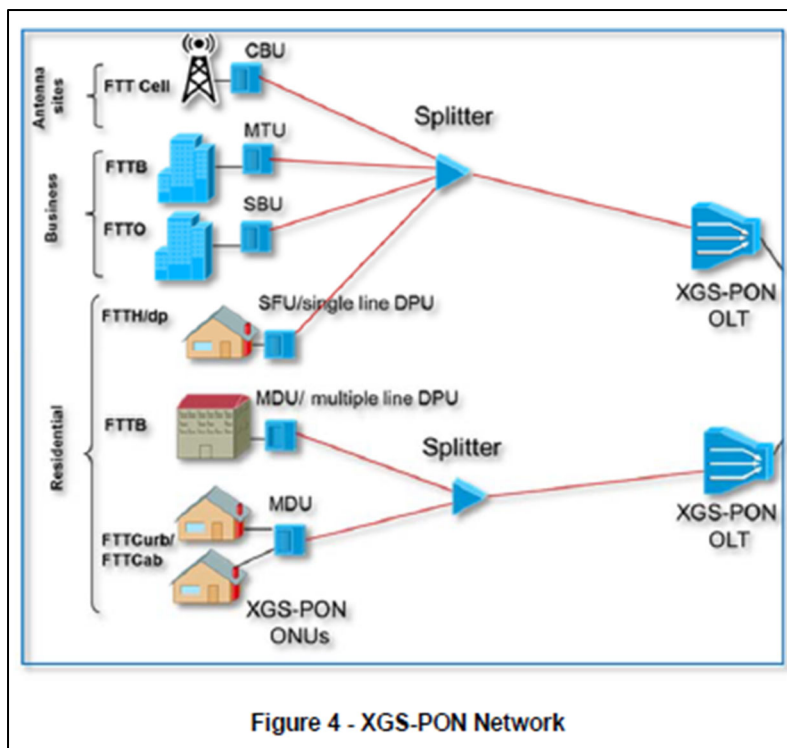 CBU
Antenna
sites
FTT Cell
Splitter
MTU
FTTB
SBU
Business
FTTO
XGS-PON
OLT
SFU/single line DPU
FTTH/dp
MDU/ multiple line DPU
FTTB
Splitter
Residential
MDU
FTTCurb/
FTTCab
XGS-PON
OLT
XGS-PON
ONUs
Figure 4 - XGS-PON Network